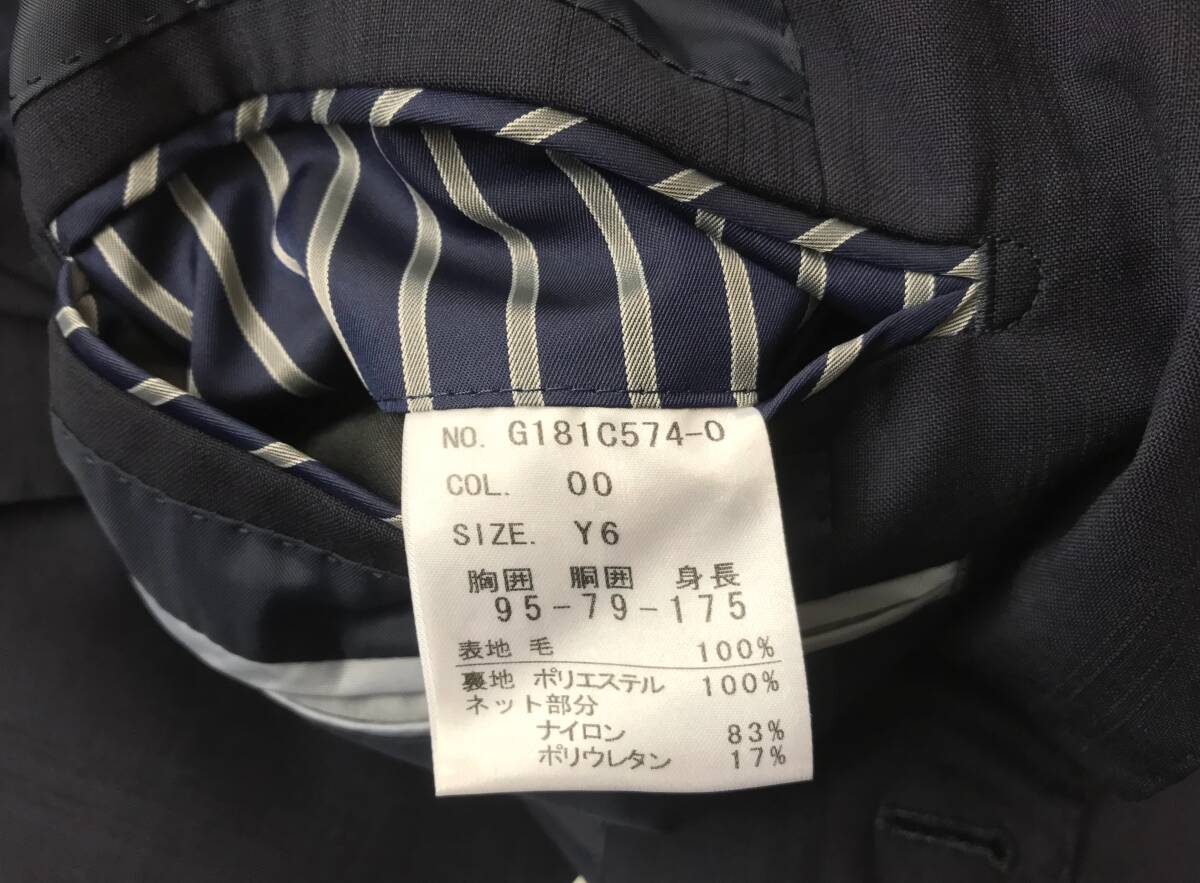 NO. G181C574-0
COL. 00
SIZE. Y6
胸囲 胴囲 身長
95-79-175
表地 毛 100%
裏地 ポリエステル 100%
ネット部分
ナイロン 83%
ポリウレタン 17%